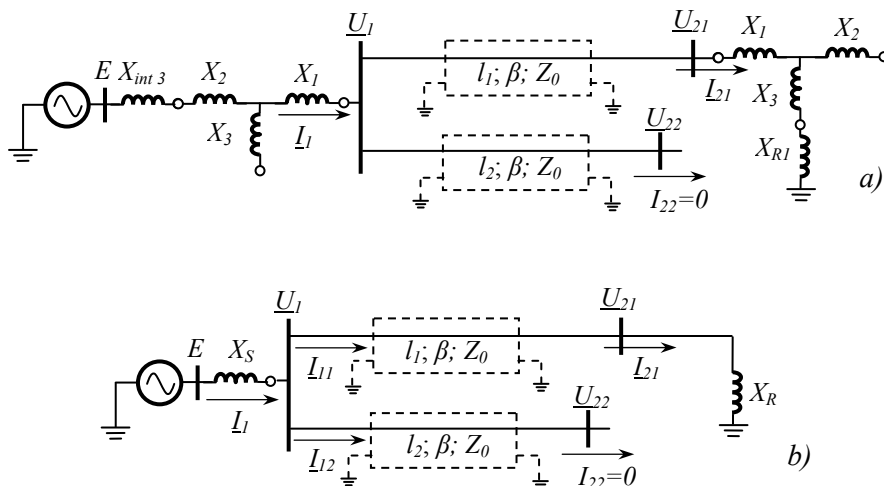 U1 U21 X1 X2
E Xint 3 X2 X1 l1; β; Z0
X3 I1 I21 X3
U22
l2; β; Z0 XR1
I22=0 a)
U1 U21
E XS I11 l1; β; Z0 I21
I1 U22 XR
I12 l2; β; Z0
I22=0 b)